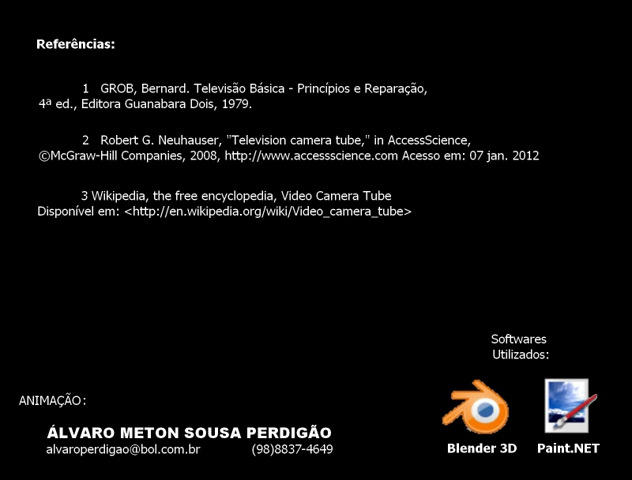 Referências:
1 GROB, Bernard. Televisão Básica - Princípios e Reparação,
4ª ed., Editora Guanabara Dois, 1979.
2 Robert G. Neuhauser, "Television camera tube," in AccessScience,
©McGraw-Hill Companies, 2008, http://www.accessscience.com Acesso em: 07 jan. 2012
3 Wikipedia, the free encyclopedia, Video Camera Tube
Disponível em: <http://en.wikipedia.org/wiki/Video_camera_tube>
Softwares
Utilizados:
ANIMAÇÃO:
ÁLVARO METON SOUSA PERDIGÃO
alvaroperdigao@bol.com.br (98)8837-4649
Blender 3D Paint.NET